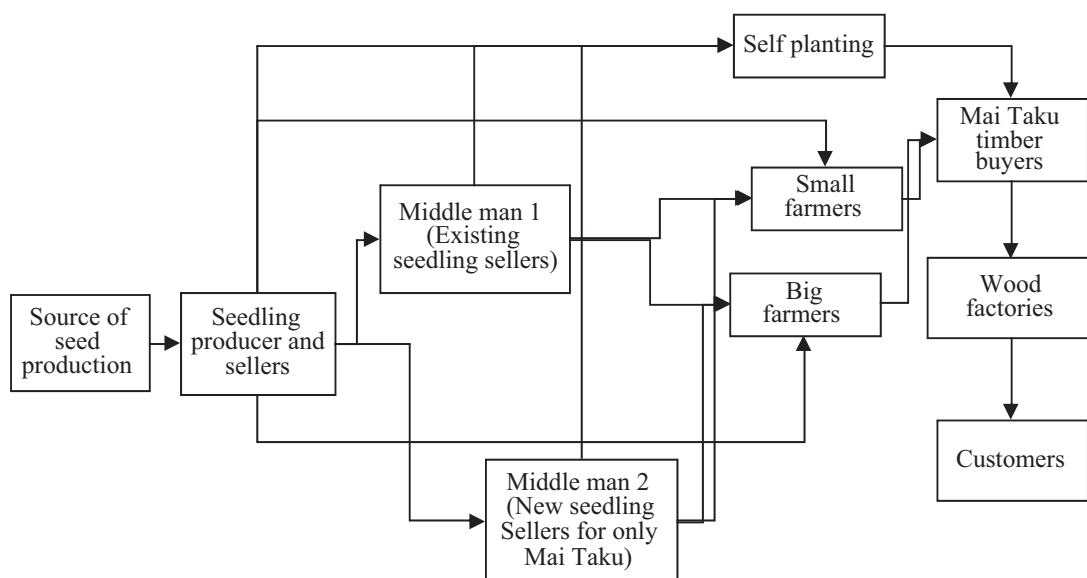 Self planting
Mai Taku
timber
buyers
Small
farmers
Middle man 1
(Existing
seedling sellers)
Big
farmers
Wood
factories
Source of
seed
production
Seedling
producer and
sellers
Customers
Middle man 2
(New seedling
Sellers for only
Mai Taku)